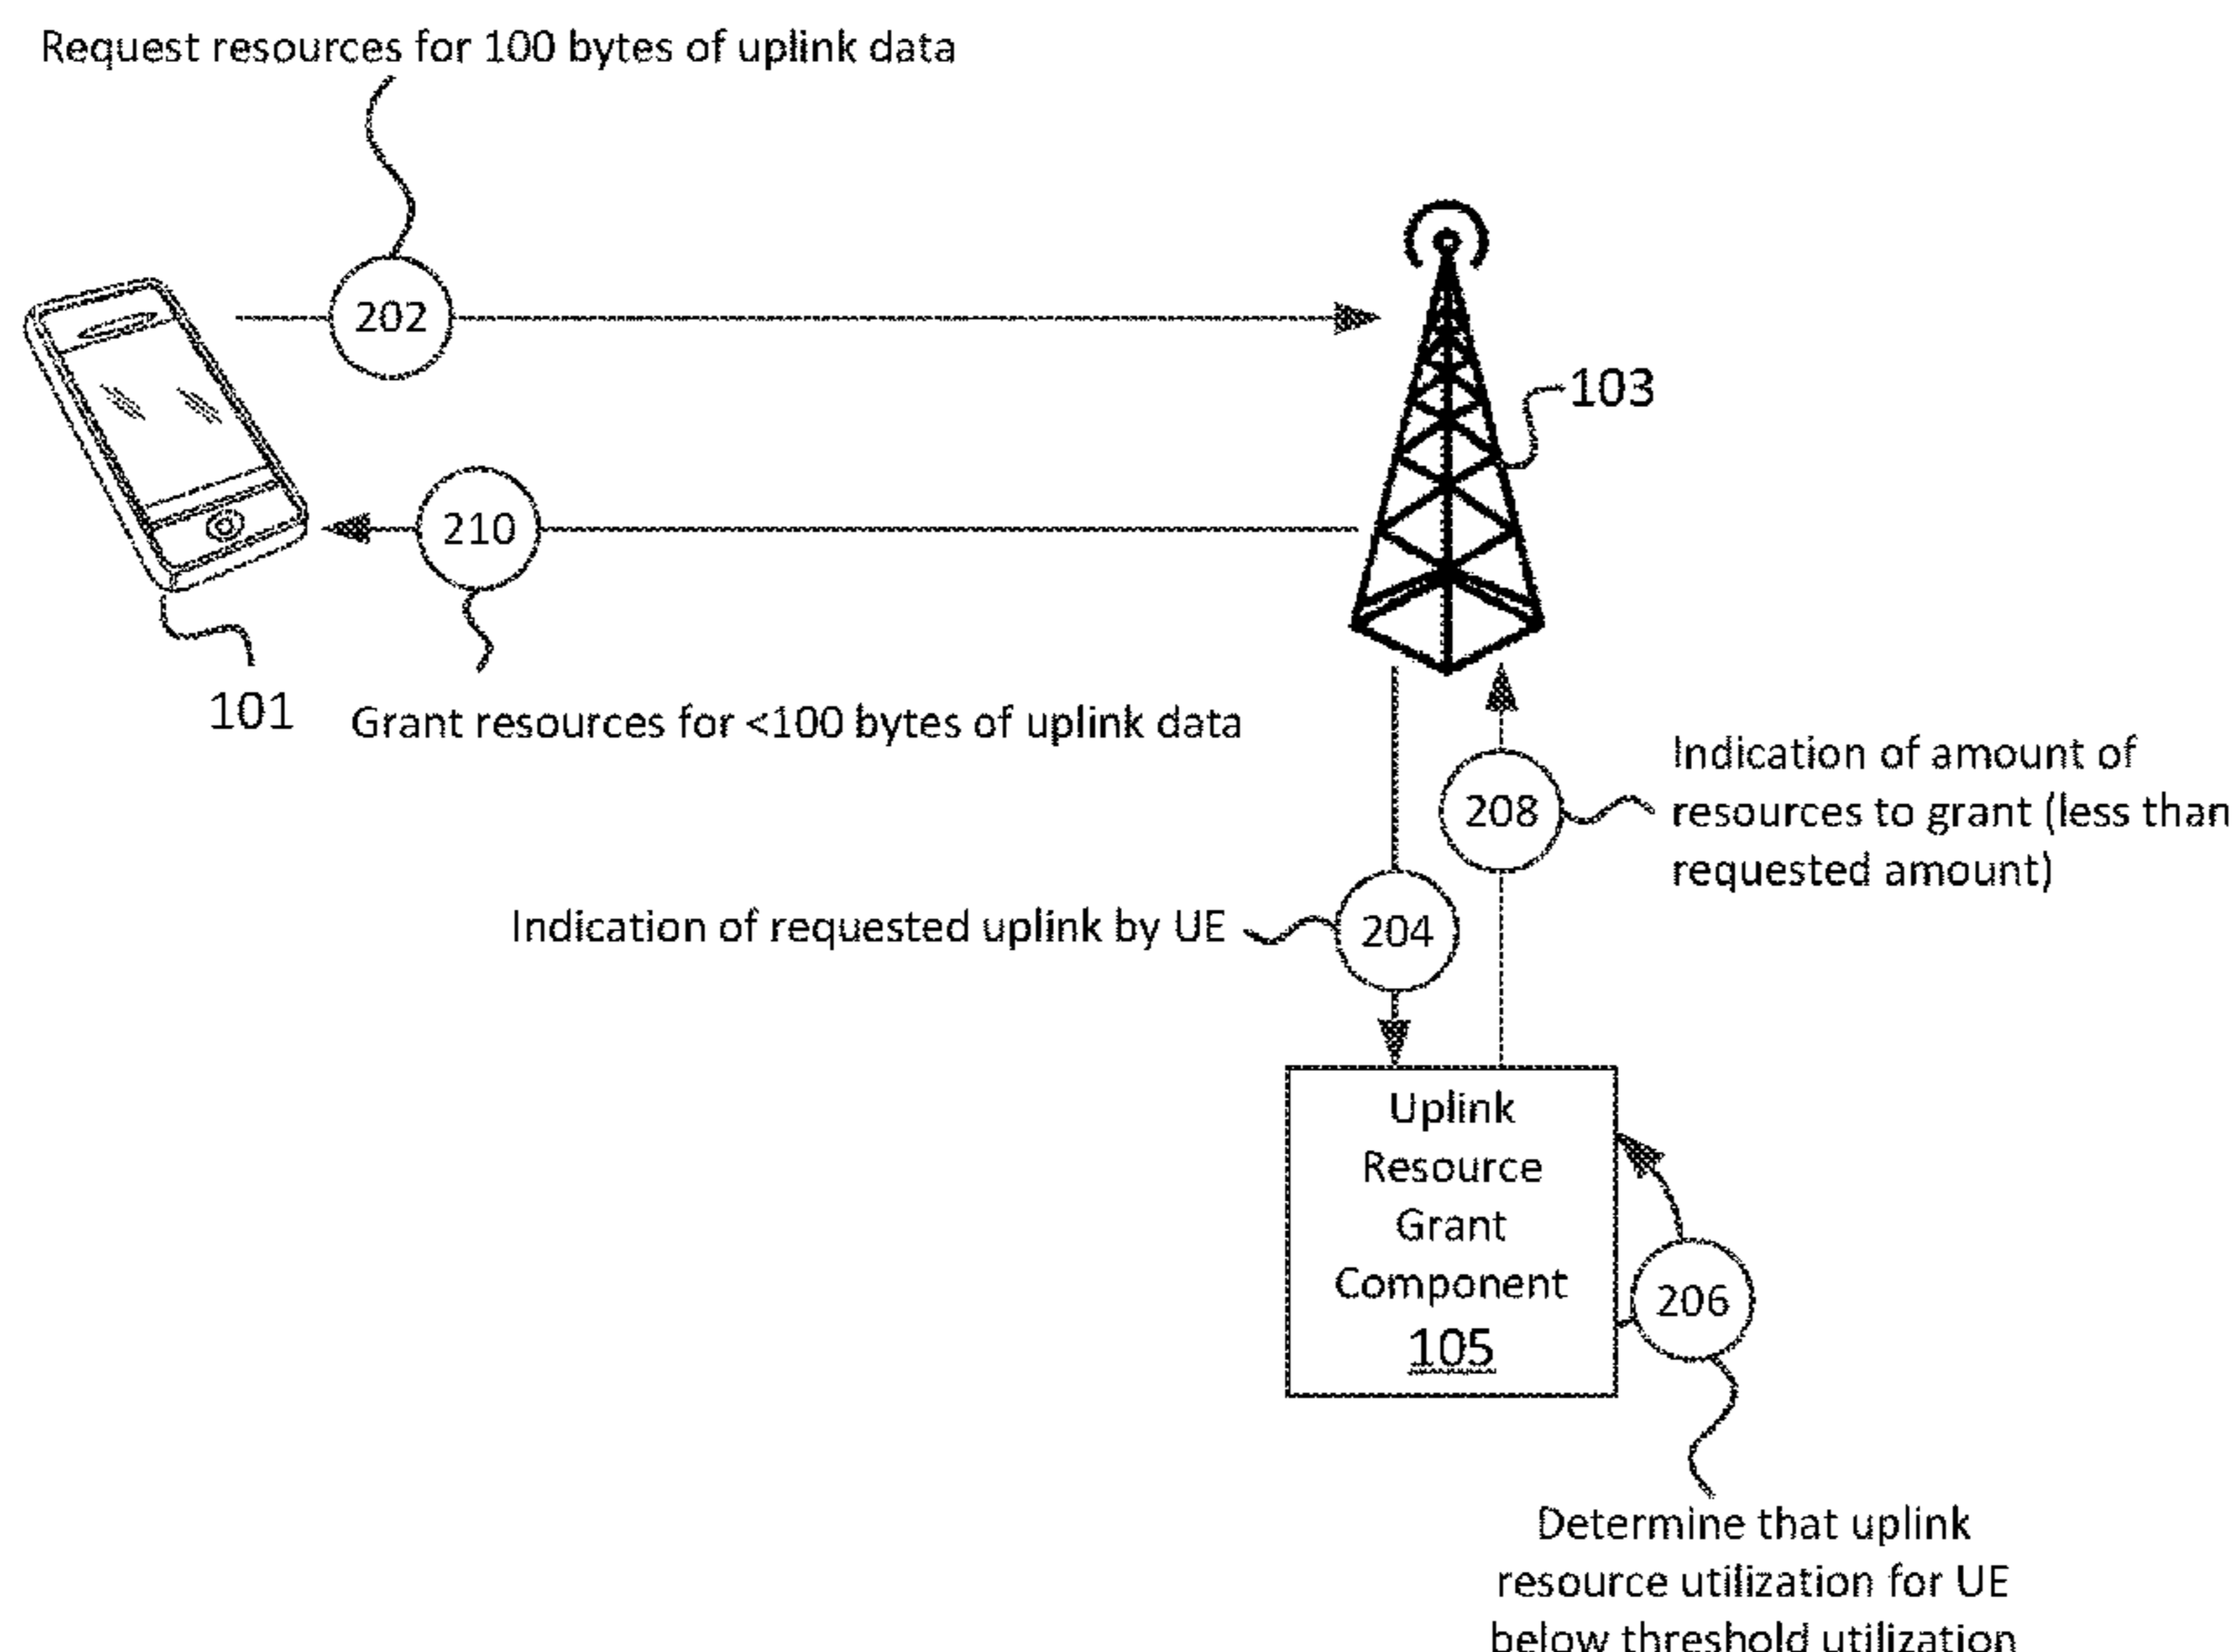 Request resources for 100 bytes of uplink data
202
103
210
101
Grant resources for <100 bytes of uplink data
Indication of amount of
resources to grant (less than
requested amount)
208
Indication of requested uplink by UE
204
Uplink
Resource
Grant
Component
105
206
Determine that uplink
resource utilization for UE
below threshold utilization